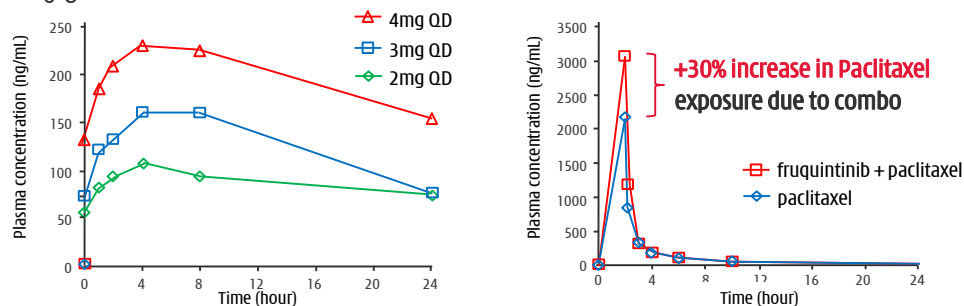 4mg QD
3mg QD
2mg QD
Plasma concentration (ng/mL)
250
200
150
100
50
0
0
4
8
12
16
20
24
Time (hour)
Plasma concentration (ng/mL)
3500
3000
2500
2000
1500
1000
500
0
0
4
8
12
16
20
24
Time (hour)
+30% increase in Paclitaxel
exposure due to combo
fruquintinib + paclitaxel
paclitaxel